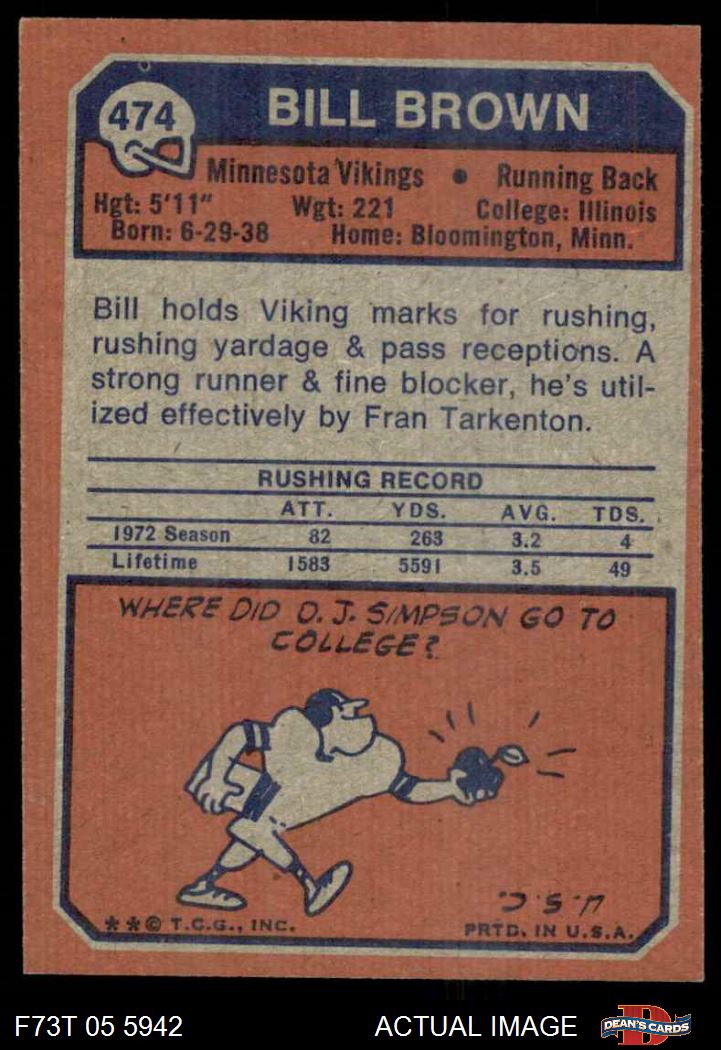 474
BILL BROWN
Minnesota Vikings • Running Back
Hgt: 5'11" Wgt: 221 College: Illinois
Born: 6-29-38 Home: Bloomington, Minn.
Bill holds Viking marks for rushing,
rushing yardage & pass receptions. A
strong runner & fine blocker, he's util-
ized effectively by Fran Tarkenton.
RUSHING RECORD
ATT. YDS. AVG. TDS.
1972 Season 82 263 3.2 4
Lifetime 1583 5591 3.5 49
WHERE DID O.J. SIMPSON GO TO
COLLEGE?
U.S.C.
**© T.C.G., INC. PRTD. IN U.S.A.
F73T 05 5942 ACTUAL IMAGE D DEAN'S CARDS